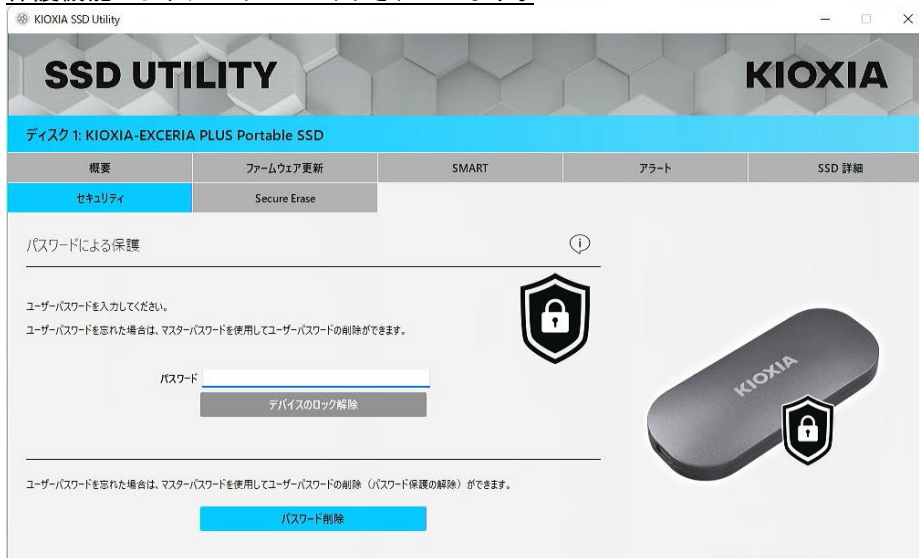 KIOXIA SSD Utility
SSD UTILITY
KIOXIA
ディスク 1: KIOXIA-EXCERIA PLUS Portable SSD
概要 ファームウェア更新 SMART アラート SSD 詳細
セキュリティ Secure Erase
パスワードによる保護
ユーザーパスワードを入力してください。
ユーザーパスワードを忘れた場合は、マスターパスワードを使用してユーザーパスワードの削除ができます。
パスワード
デバイスのロック解除
KIOXIA
ユーザーパスワードを忘れた場合は、マスターパスワードを使用してユーザーパスワードの削除（パスワード保護の解除）ができます。
パスワード削除